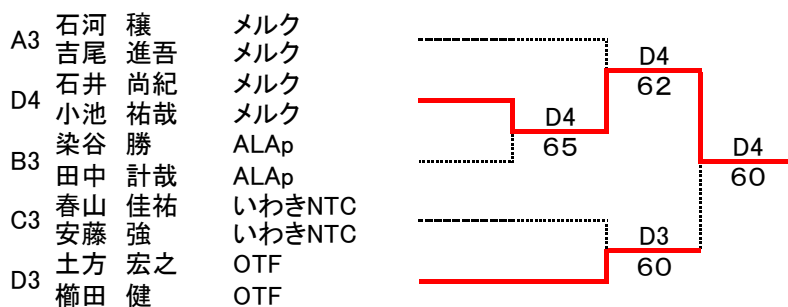 A3
石河 穣 メルク
吉尾 進吾 メルク
D4
石井 尚紀 メルク
小池 祐哉 メルク
B3
染谷 勝 ALAp
田中 計哉 ALAp
C3
春山 佳祐 いわきNTC
安藤 強 いわきNTC
D3
土方 宏之 OTF
櫛田 健 OTF
D4
62
D4
65
D4
60
D3
60